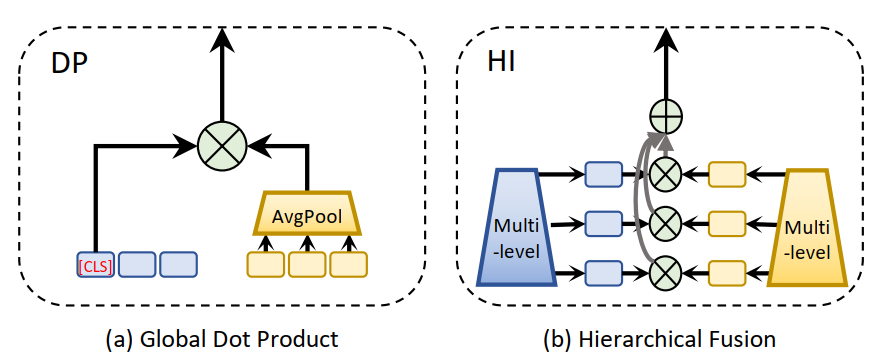 DP
AvgPool
[CLS]
(a) Global Dot Product
HI
Multi
-level
Multi
-level
(b) Hierarchical Fusion